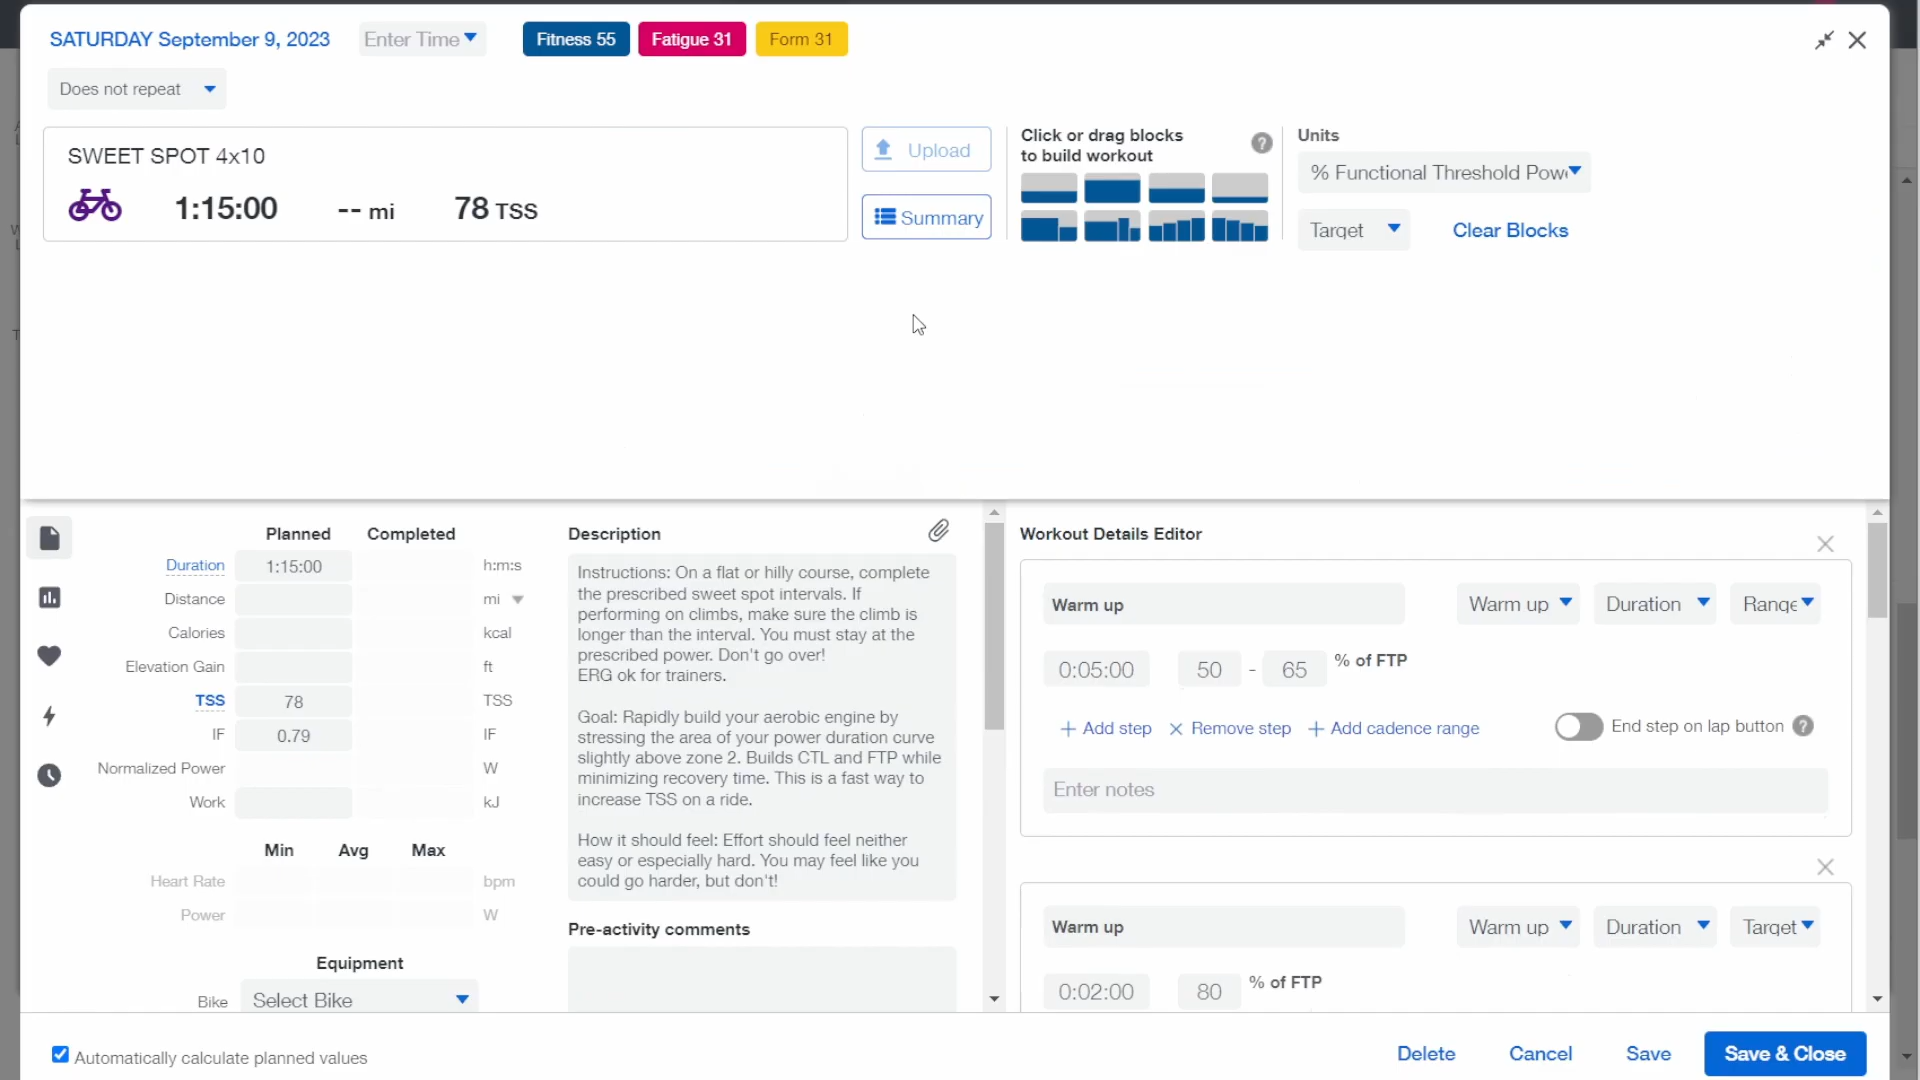 SATURDAY September 9, 2023
Enter Time
Fitness 55
Fatigue 31
Form 31
Does not repeat
SWEET SPOT 4x10
1:15:00
-- mi
78 TSS
Upload
Summary
Click or drag blocks
to build workout
?
Units
% Functional Threshold Pow
Target
Clear Blocks
Planned Completed
Duration 1:15:00 h:m:s
Distance mi
Calories kcal
Elevation Gain ft
TSS 78 TSS
IF 0.79 IF
Normalized Power W
Work kJ
Min Avg Max
Heart Rate bpm
Power W
Equipment
Bike Select Bike
Description
Instructions: On a flat or hilly course, complete
the prescribed sweet spot intervals. If
performing on climbs, make sure the climb is
longer than the interval. You must stay at the
prescribed power. Don't go over!
ERG ok for trainers.
Goal: Rapidly build your aerobic engine by
stressing the area of your power duration curve
slightly above zone 2. Builds CTL and FTP while
minimizing recovery time. This is a fast way to
increase TSS on a ride.
How it should feel: Effort should feel neither
easy or especially hard. You may feel like you
could go harder, but don't!
Pre-activity comments
Workout Details Editor
Warm up Warm up Duration Range
0:05:00 50 - 65 % of FTP
+ Add step × Remove step + Add cadence range End step on lap button ?
Enter notes
Warm up Warm up Duration Target
0:02:00 80 % of FTP
Automatically calculate planned values
Delete Cancel Save Save & Close